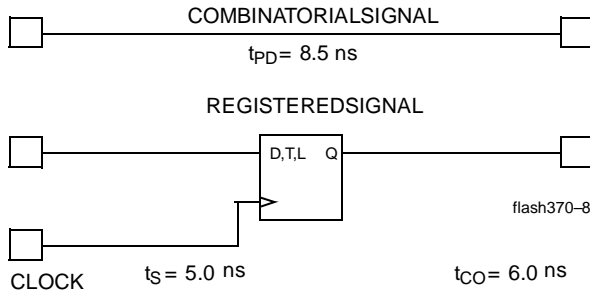 COMBINATORIALSIGNAL
tPD= 8.5 ns
REGISTEREDSIGNAL
D,T,L Q
flash370–8
CLOCK tS= 5.0 ns tCO= 6.0 ns